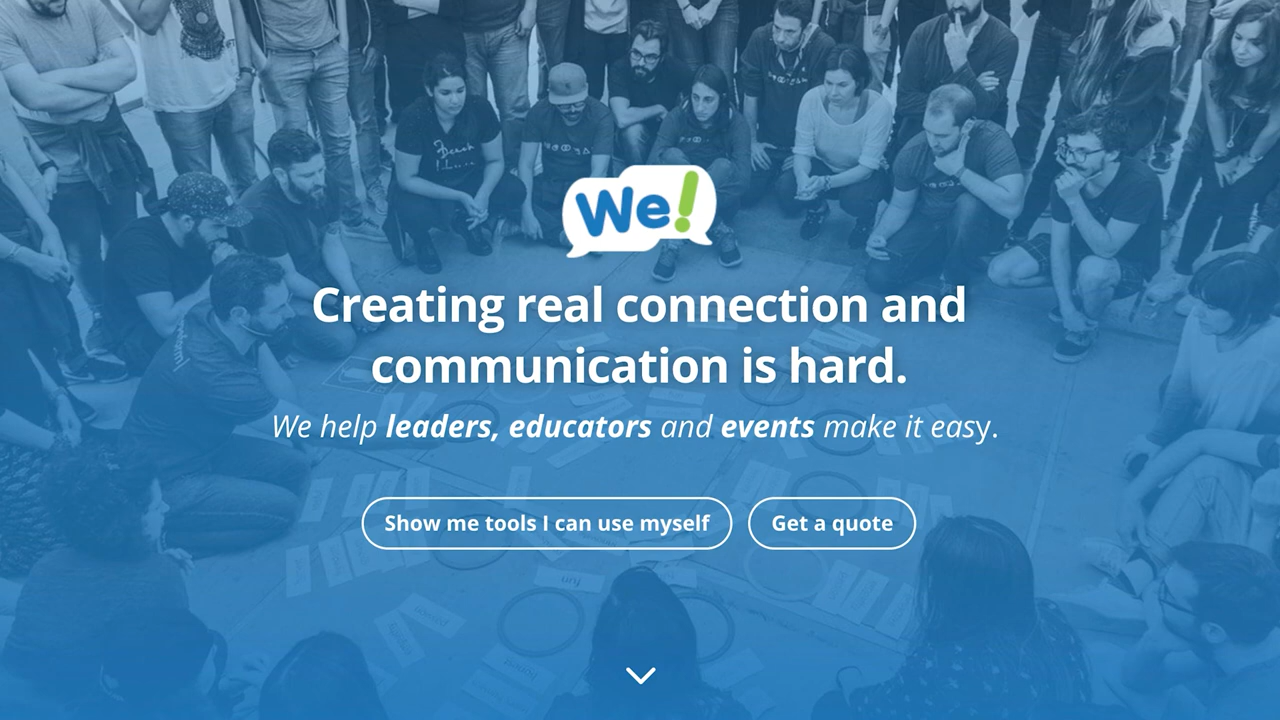 We!
Creating real connection and
communication is hard.
We help leaders, educators and events make it easy.
Show me tools I can use myself
Get a quote
fun